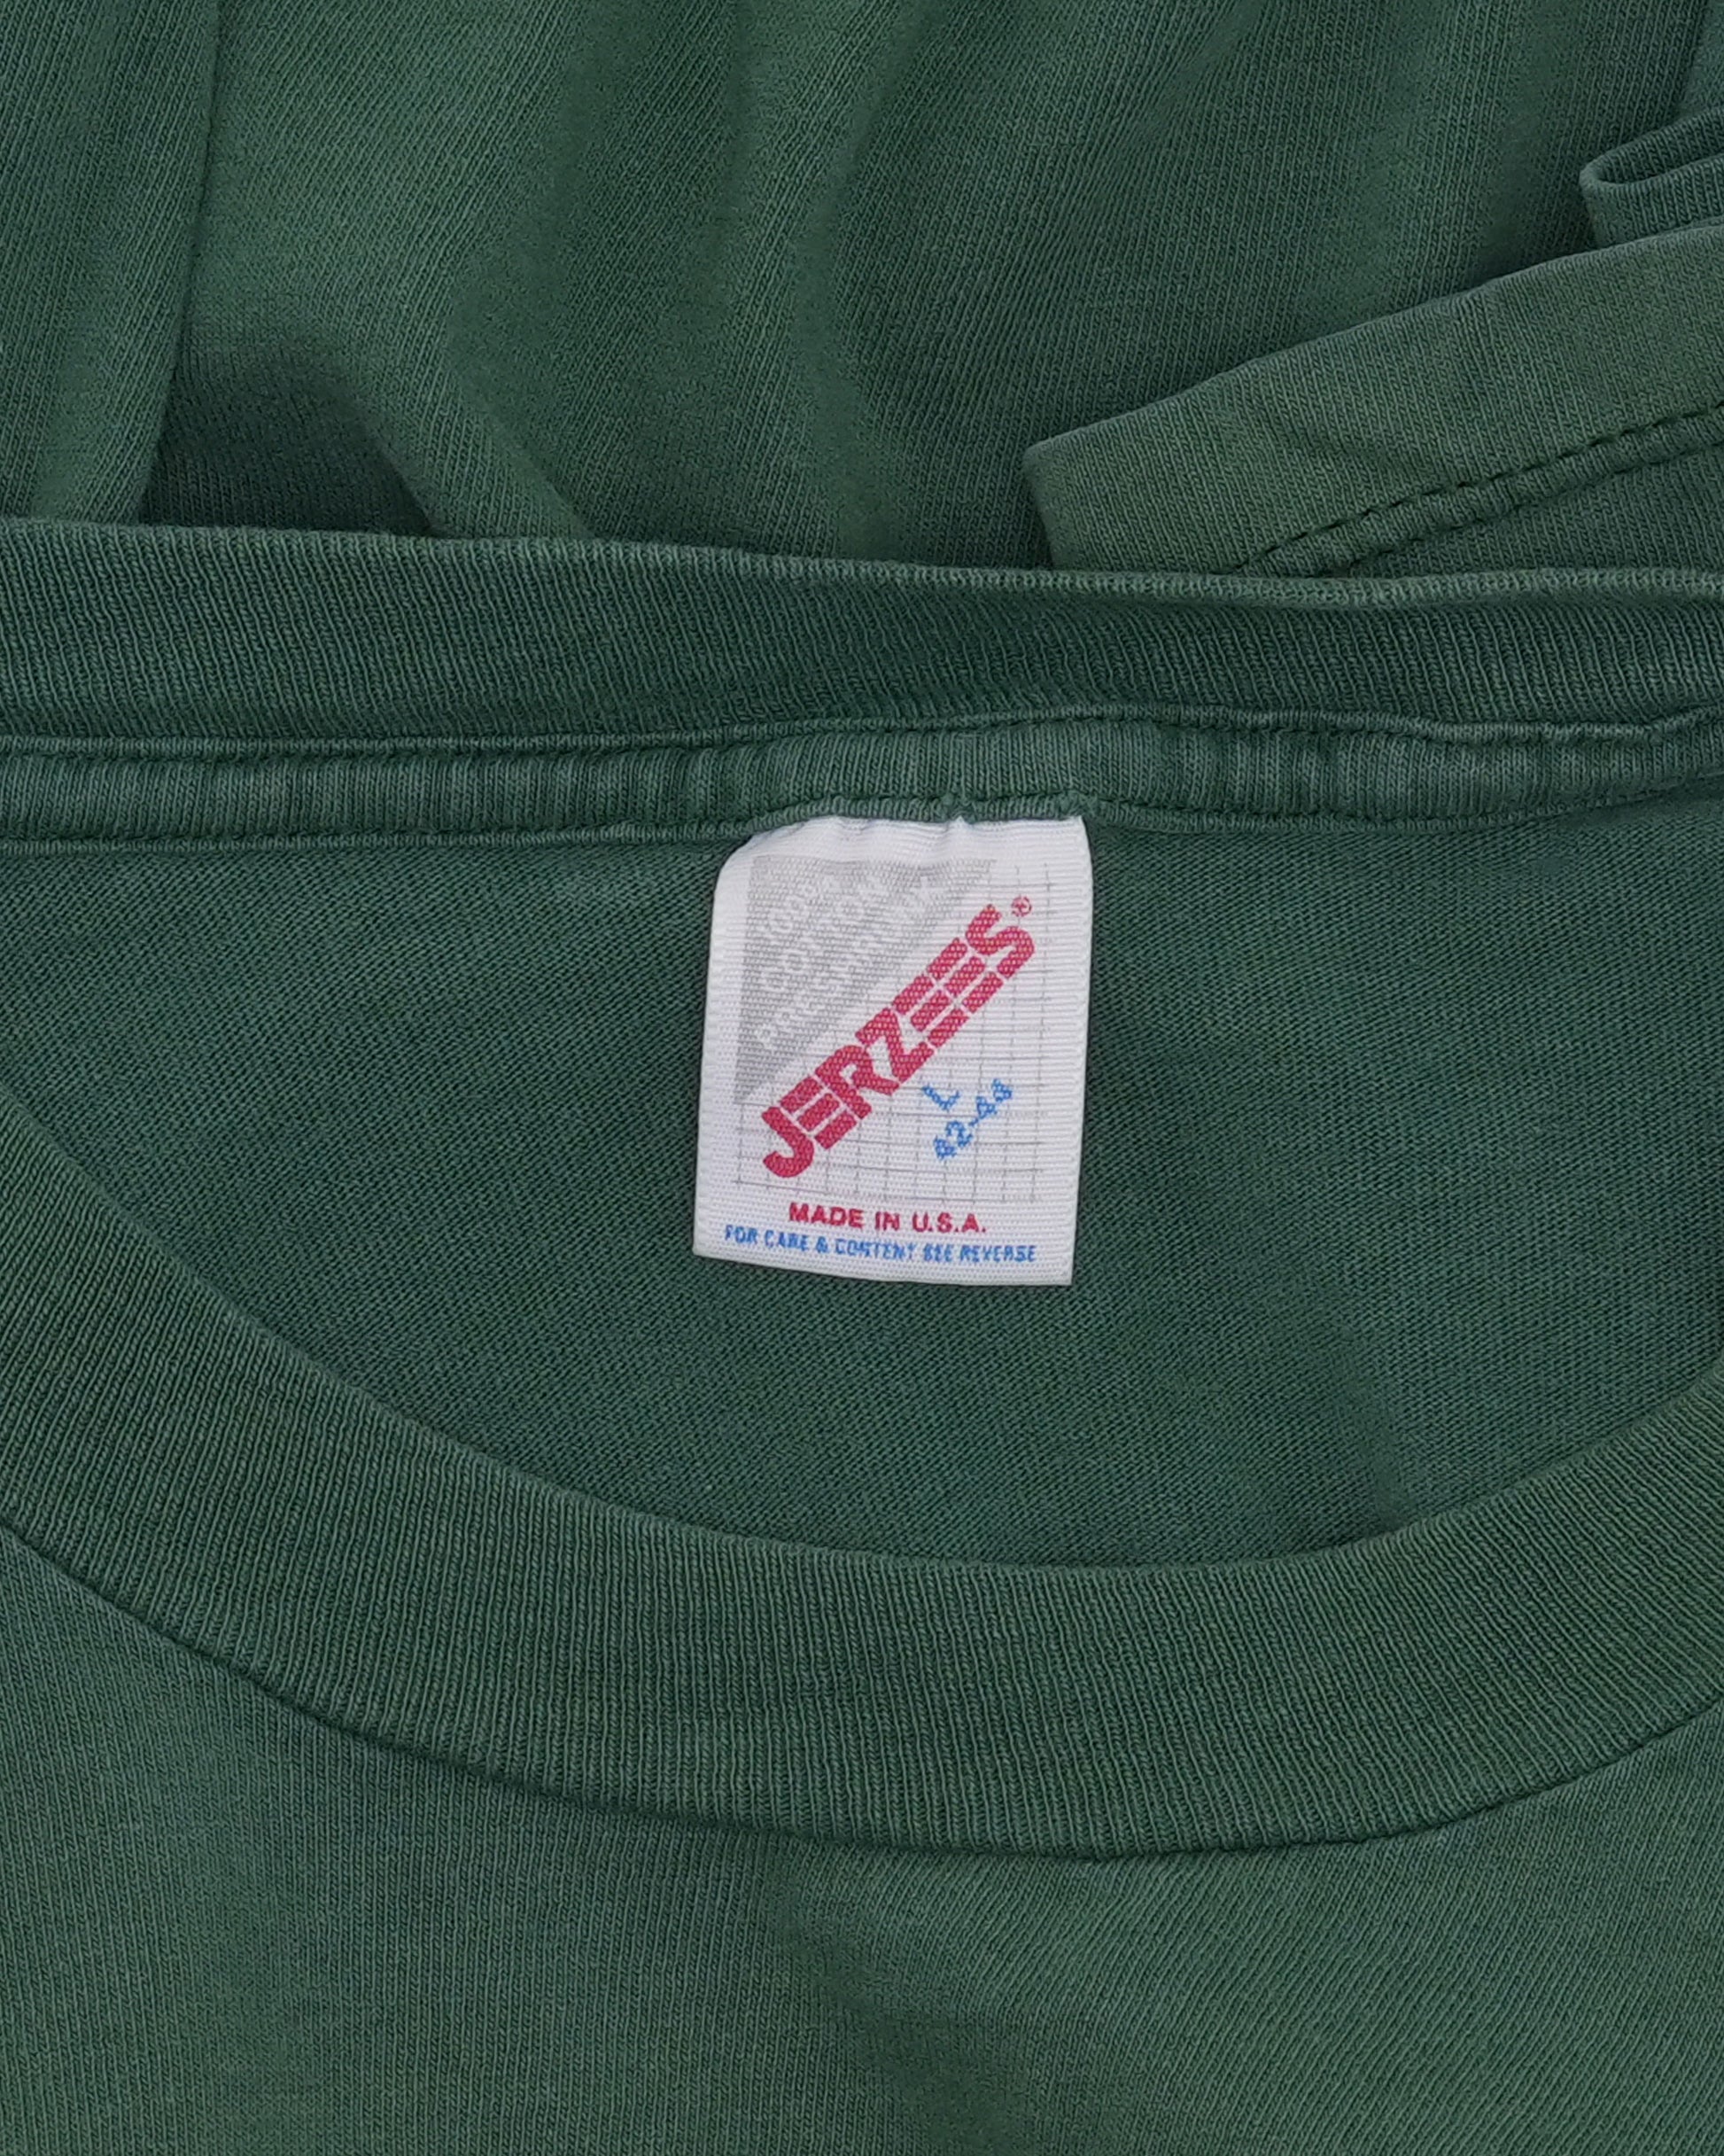 100%
COTTON
PRESHRUNK
JERZEES®
L
42-44
MADE IN U.S.A.
FOR CARE & CONTENT SEE REVERSE